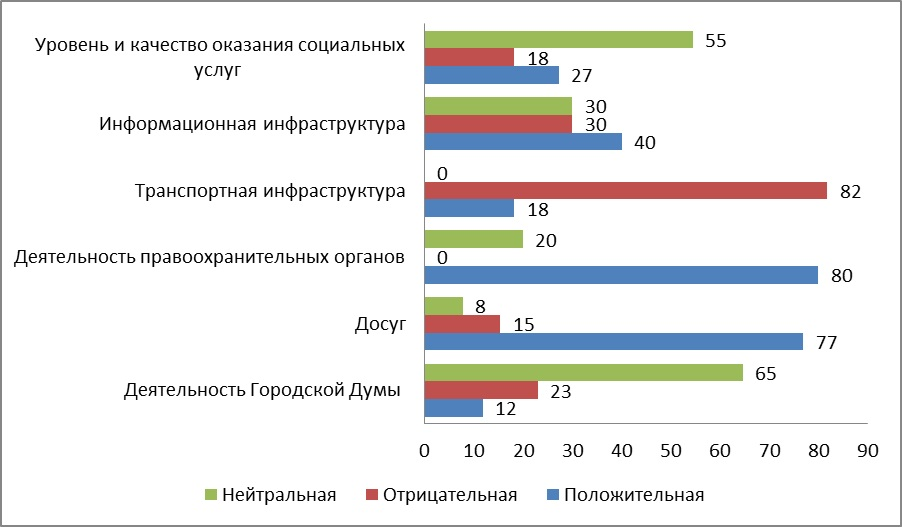 Уровень и качество оказания социальных
услуг
55
18
27
Информационная инфраструктура
30
30
40
Транспортная инфраструктура
0
82
18
Деятельность правоохранительных органов
20
0
80
Досуг
8
15
77
Деятельность Городской Думы
65
23
12
0 10 20 30 40 50 60 70 80 90
Нейтральная Отрицательная Положительная